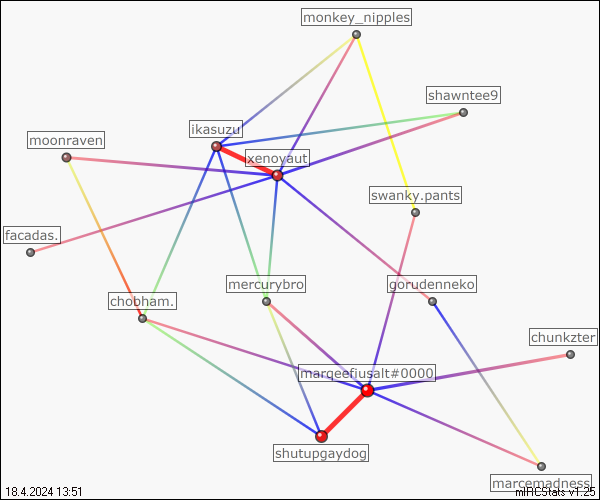 monkey_nipples
shawntee9
ikasuzu
moonraven
xenoyaut
swanky.pants
facadas.
mercurybro
gorudenneko
chobham.
chunkzter
marqeefiusalt#0000
shutupgaydog
marcemadness
18.4.2024 13:51
mIRCStats v1.25